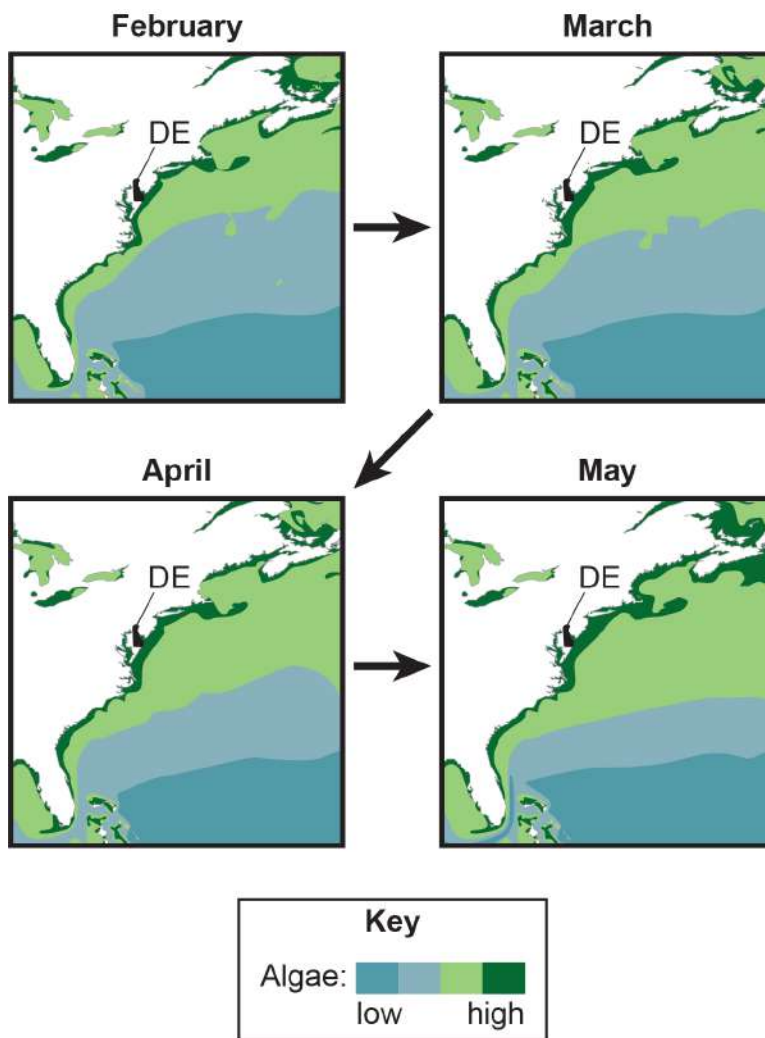 February
March
DE
DE
April
May
DE
DE
Key
Algae:
low high